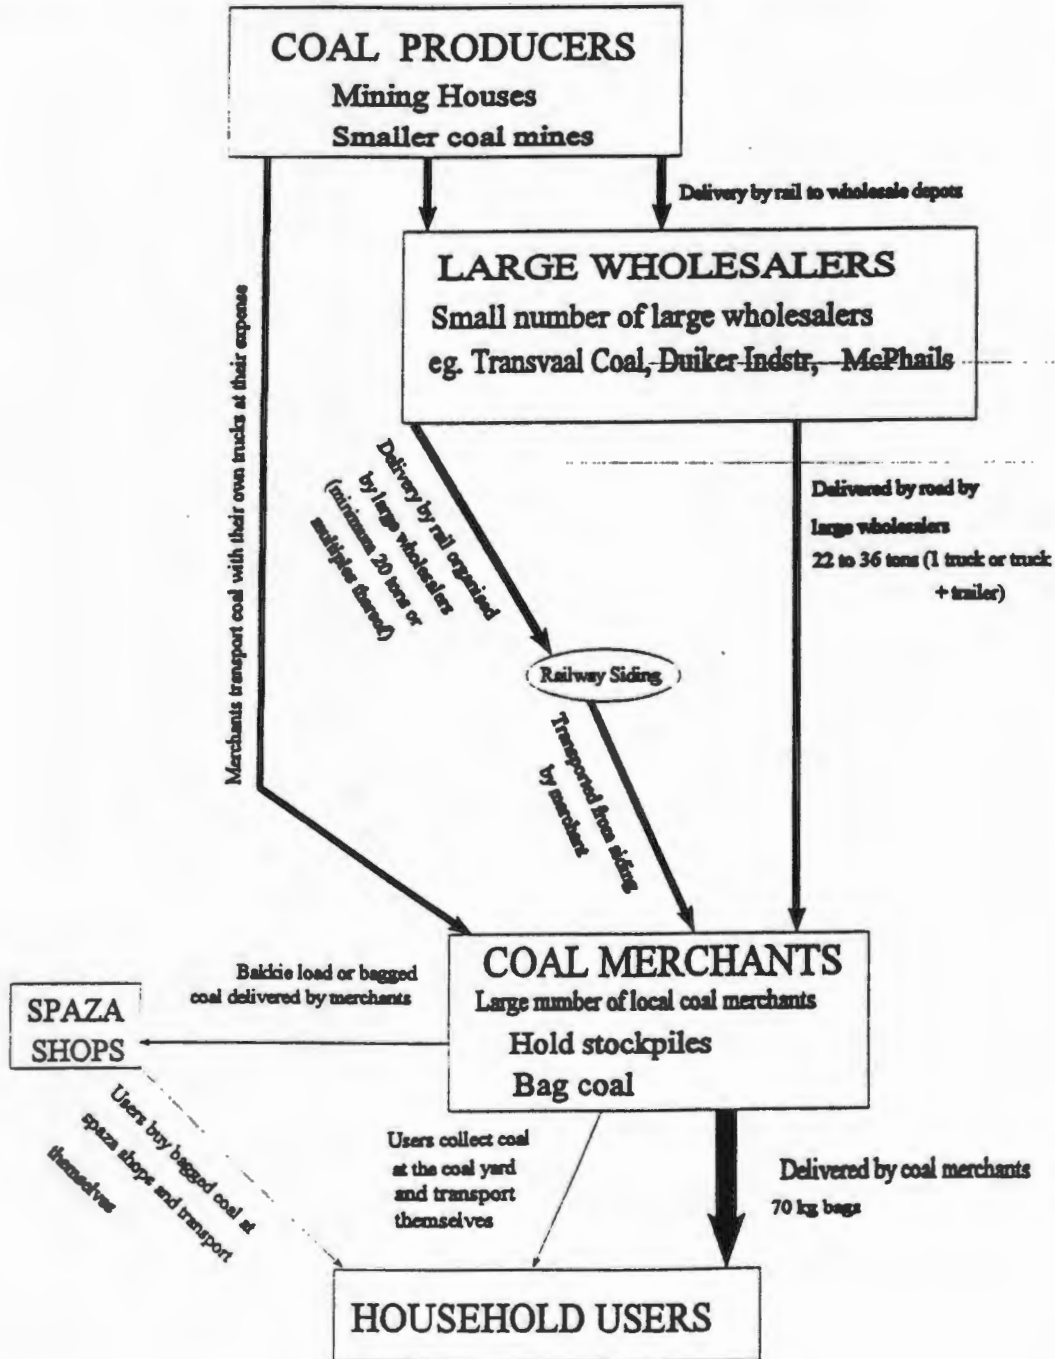 COAL PRODUCERS
Mining Houses
Smaller coal mines
Delivery by rail to wholesale depots
LARGE WHOLESALERS
Small number of large wholesalers
eg. Transvaal Coal, Duiker Indstr, McPhails
Merchants transport coal with their own trucks at their expense
Delivery by rail organised
by large wholesalers
(minimum 20 tons or
multiples thereof)
Delivered by road by
large wholesalers
22 to 36 tons (1 truck or truck
+ trailer)
Railway Siding
Transported from siding
by merchant
COAL MERCHANTS
Large number of local coal merchants
Hold stockpiles
Bag coal
Bakkie load or bagged
coal delivered by merchants
SPAZA
SHOPS
Users buy bagged coal at
spaza shops and transport
themselves
Users collect coal
at the coal yard
and transport
themselves
Delivered by coal merchants
70 kg bags
HOUSEHOLD USERS